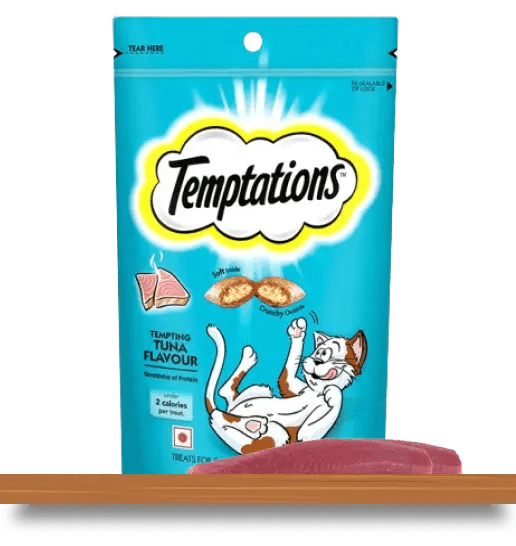 TEAR HERE
RE-SEALABLE
ZIP LOCK
Temptations™
Soft Inside
Crunchy Outside
TEMPTING
TUNA
FLAVOUR
Goodness of Protein
under
2 calories
per treat.
TREATS FOR